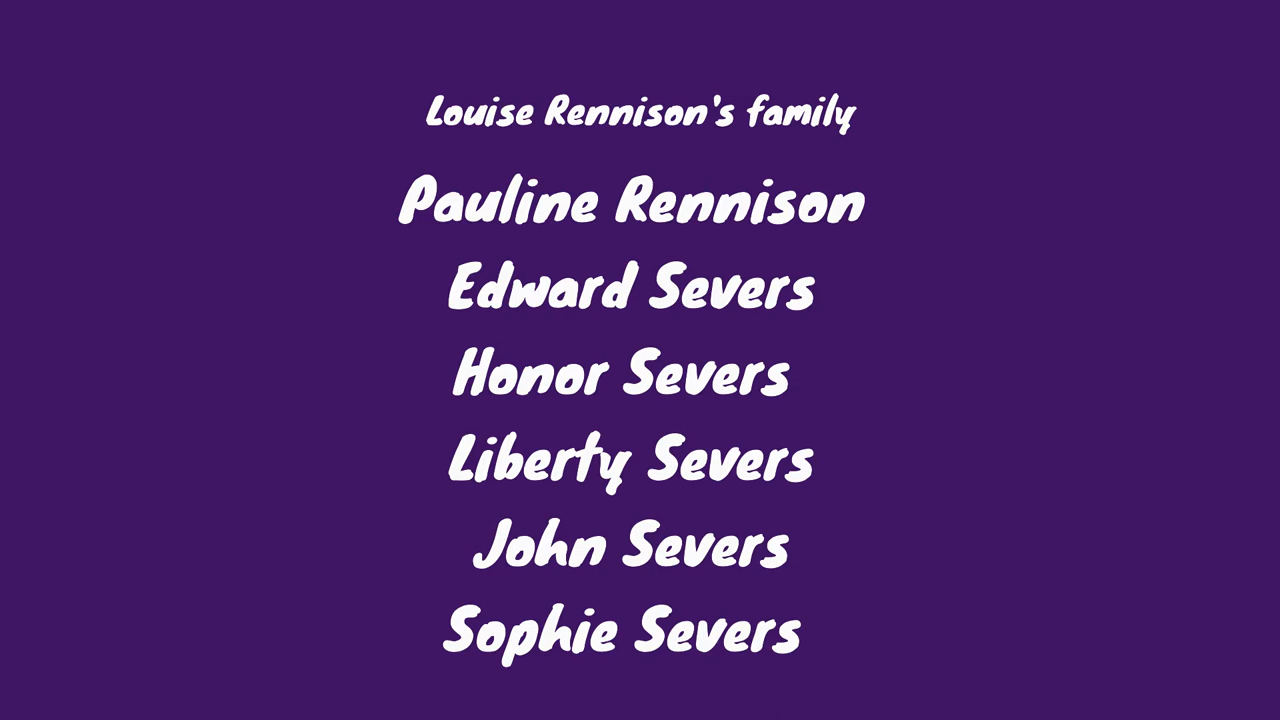 Louise Rennison's family
Pauline Rennison
Edward Severs
Honor Severs
Liberty Severs
John Severs
Sophie Severs